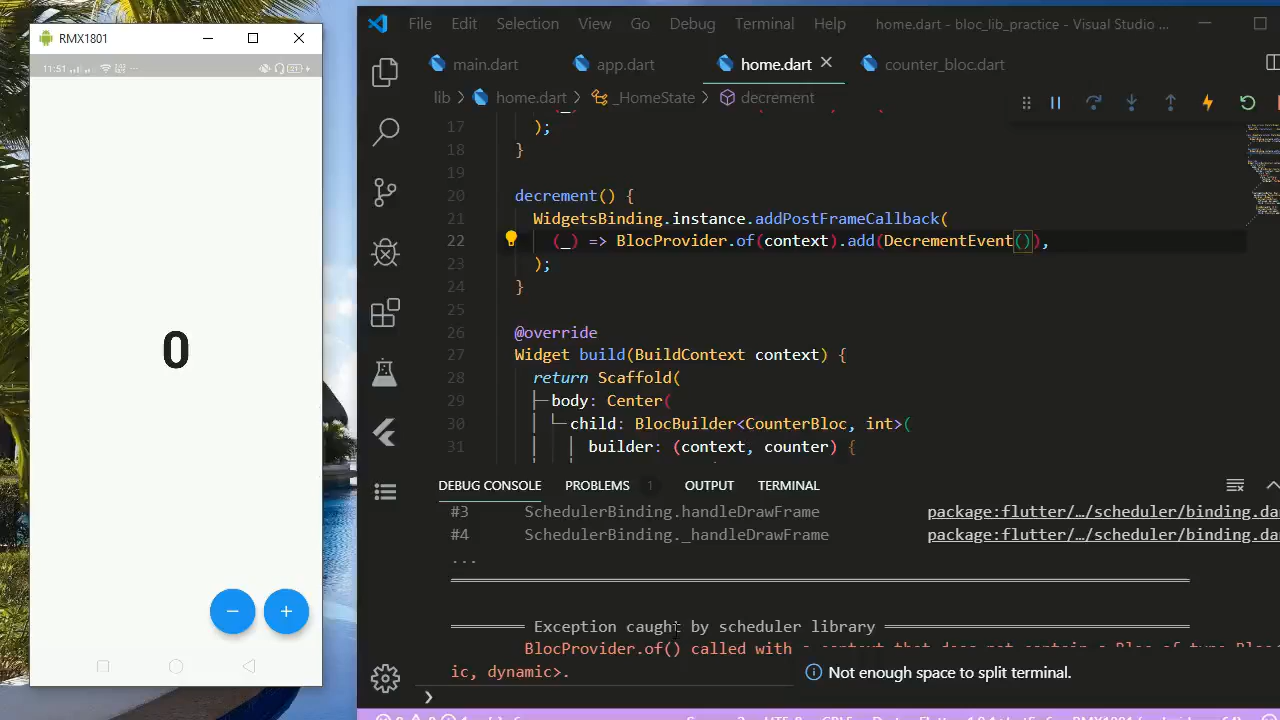 RMX1801
11:51
0
−
+
File Edit Selection View Go Debug Terminal Help home.dart - bloc_lib_practice - Visual Studio ...
main.dart app.dart home.dart counter_bloc.dart
lib > home.dart > _HomeState > decrement
17 );
18 }
19
20 decrement() {
21 WidgetsBinding.instance.addPostFrameCallback(
22 (_) => BlocProvider.of(context).add(DecrementEvent()),
23 );
24 }
25
26 @override
27 Widget build(BuildContext context) {
28 return Scaffold(
29 body: Center(
30 child: BlocBuilder<CounterBloc, int>(
31 builder: (context, counter) {
DEBUG CONSOLE PROBLEMS 1 OUTPUT TERMINAL
#3 SchedulerBinding.handleDrawFrame package:flutter/…/scheduler/binding.da
#4 SchedulerBinding._handleDrawFrame package:flutter/…/scheduler/binding.da
...
Exception caught by scheduler library
BlocProvider.of() called with
ic, dynamic>.
Not enough space to split terminal.